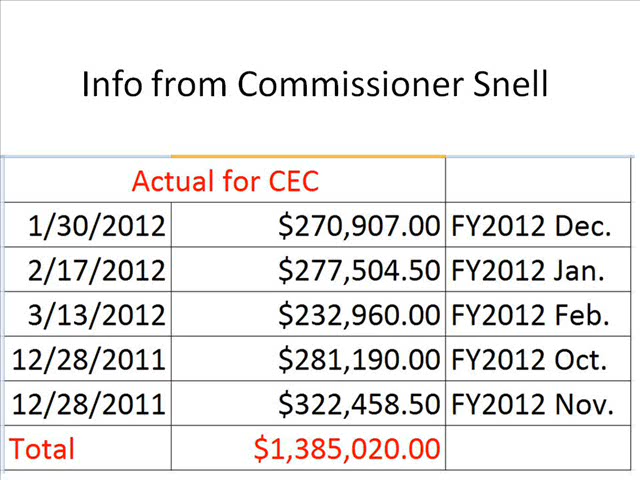 Info from Commissioner Snell
Actual for CEC
1/30/2012 $270,907.00 FY2012 Dec.
2/17/2012 $277,504.50 FY2012 Jan.
3/13/2012 $232,960.00 FY2012 Feb.
12/28/2011 $281,190.00 FY2012 Oct.
12/28/2011 $322,458.50 FY2012 Nov.
Total $1,385,020.00